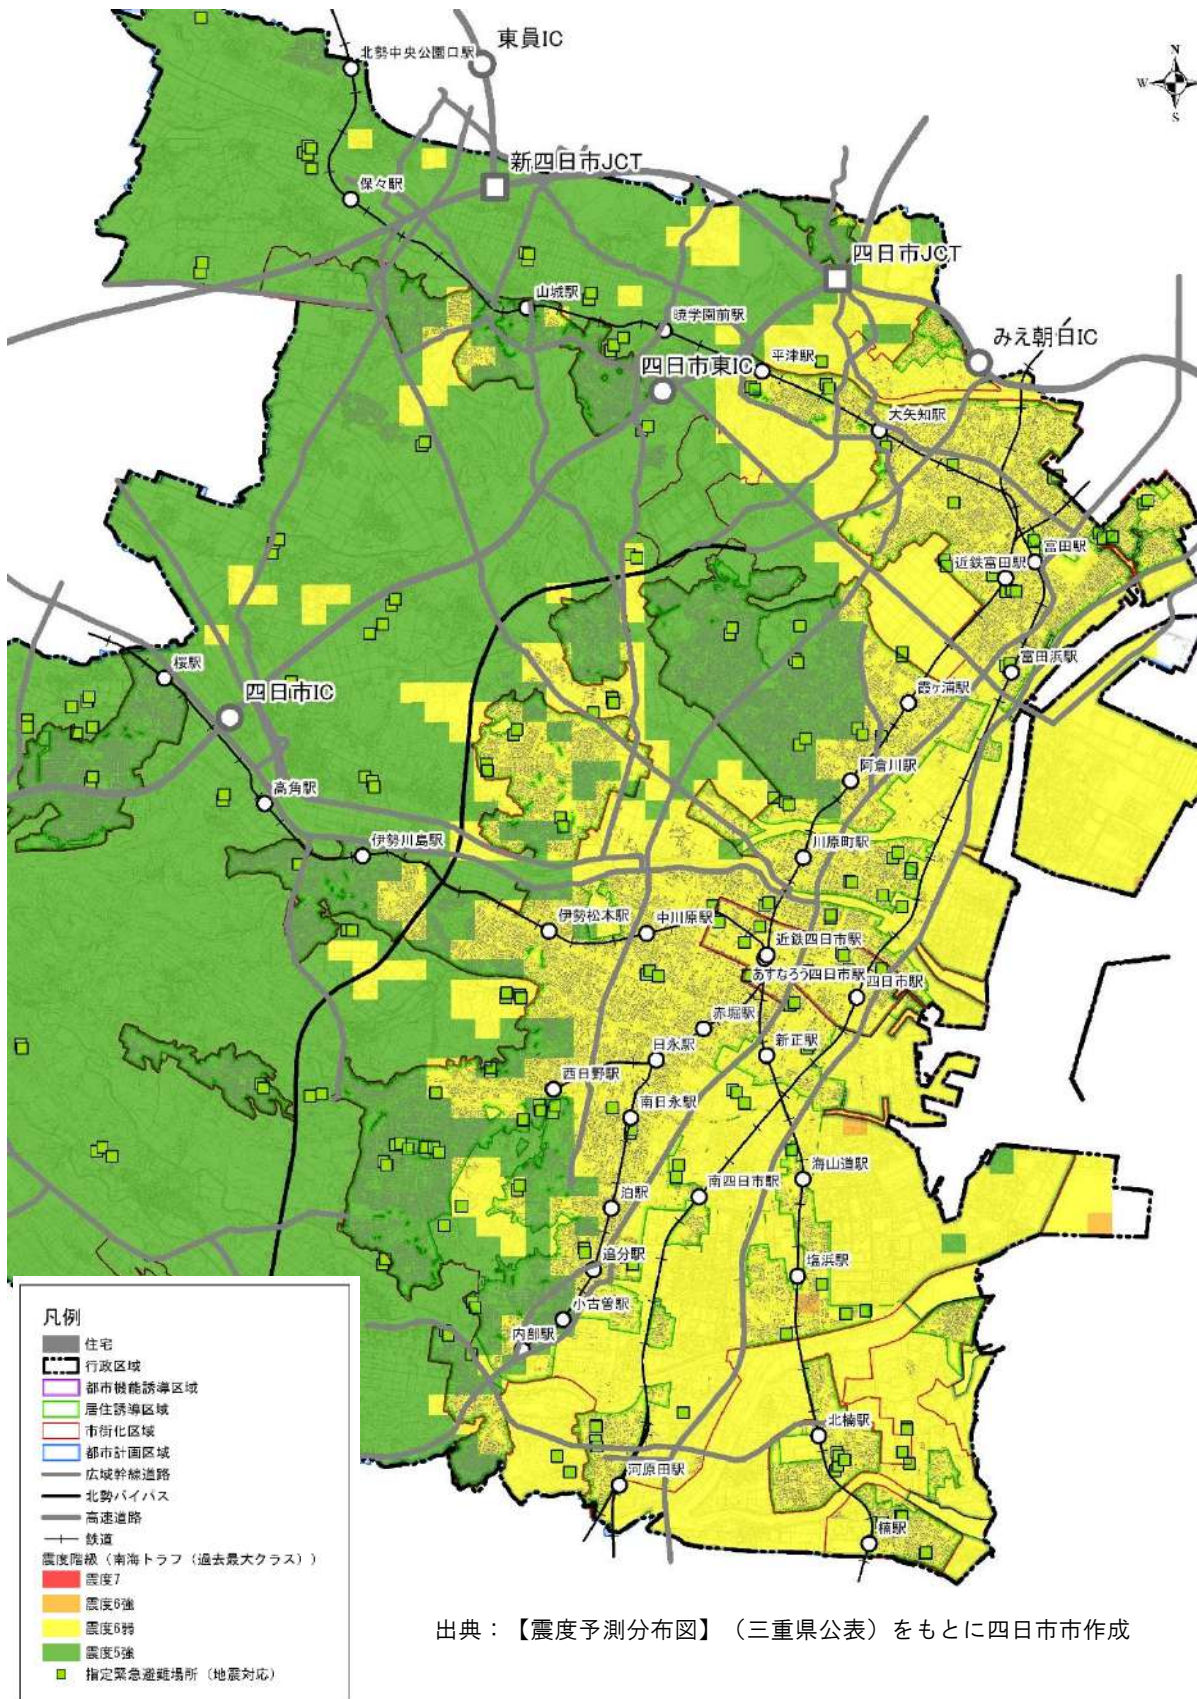 東員IC
北勢中央公園口駅
N
W
S
新四日市JCT
保々駅
四日市JCT
山城駅
暁学園前駅
みえ朝日IC
平津駅
四日市東IC
大矢知駅
富田駅
近鉄富田駅
富田浜駅
桜駅
四日市IC
霞ヶ浦駅
阿倉川駅
高角駅
伊勢川島駅
川原町駅
伊勢松本駅
中川原駅
近鉄四日市駅
あすなろう四日市駅
四日市駅
赤堀駅
新正駅
日永駅
西日野駅
南日永駅
海山道駅
泊駅
南四日市駅
追分駅
塩浜駅
小古曽駅
内部駅
北楠駅
河原田駅
楠駅
凡例
住宅
行政区域
都市機能誘導区域
居住誘導区域
市街化区域
都市計画区域
広域幹線道路
北勢バイパス
高速道路
鉄道
震度階級（南海トラフ（過去最大クラス））
震度7
震度6強
震度6弱
震度5強
指定緊急避難場所（地震対応）
出典：【震度予測分布図】（三重県公表）をもとに四日市市作成